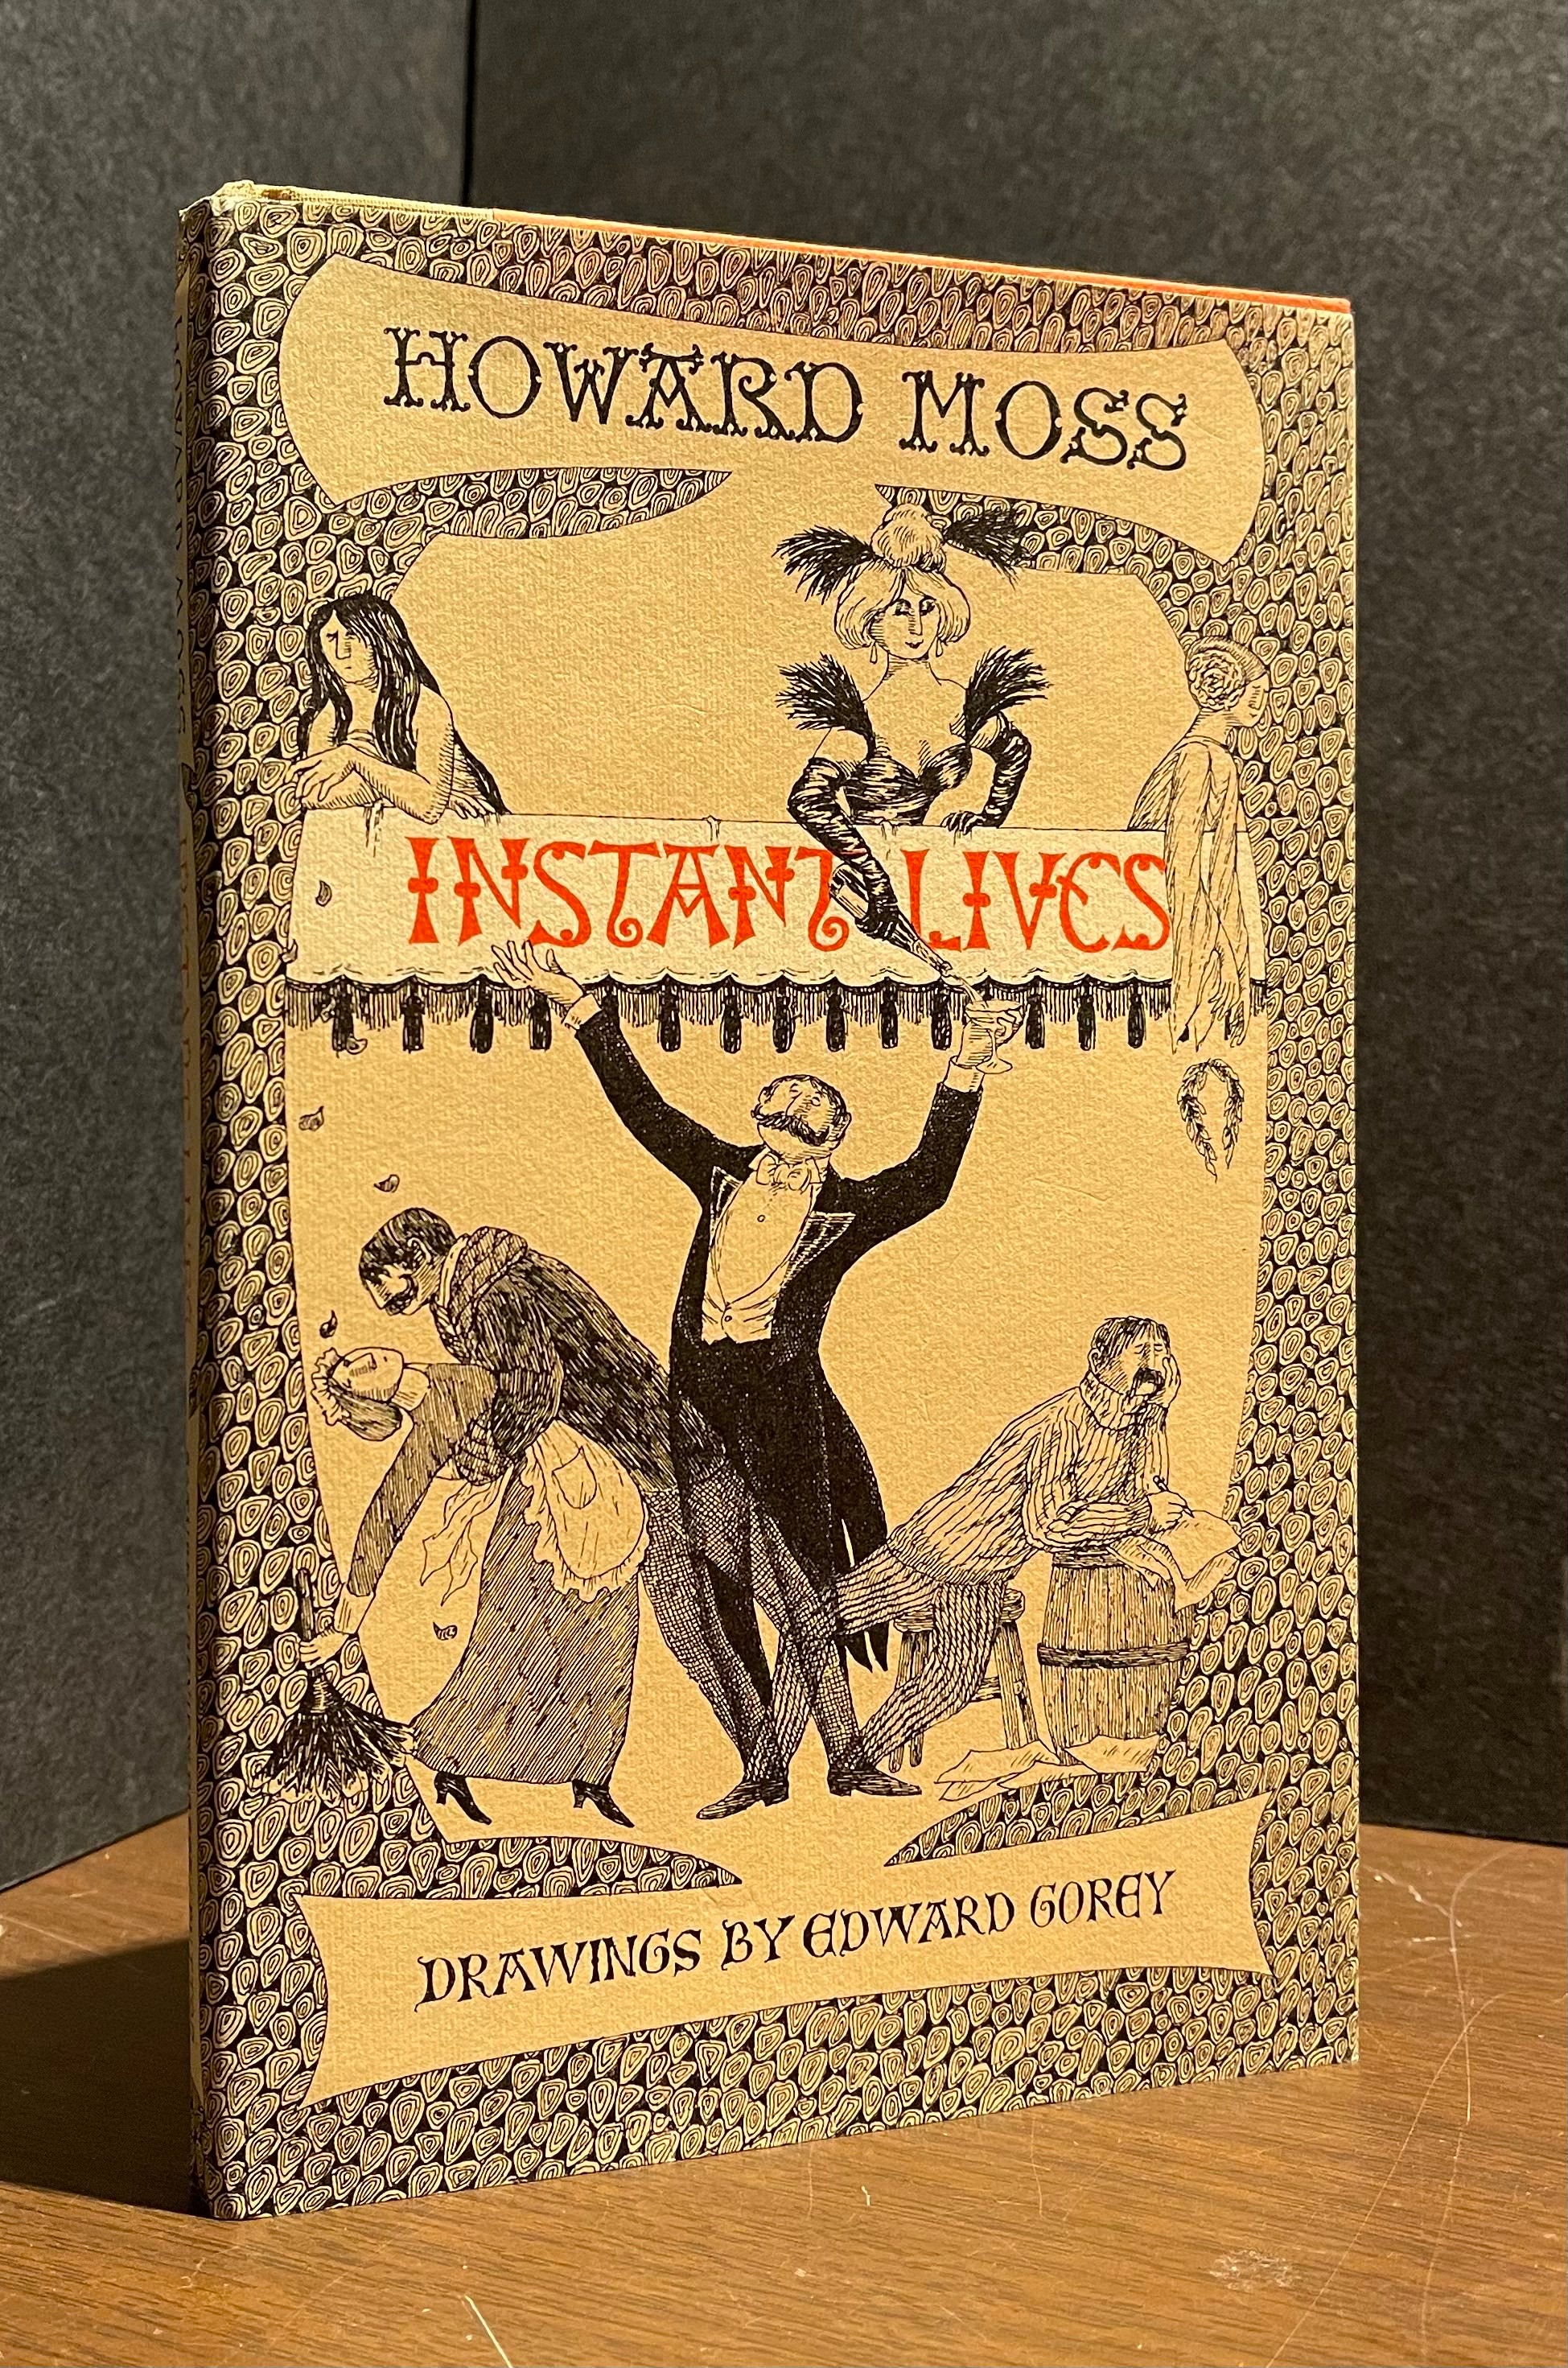 HOWARD MOSS
INSTANT LIVES
DRAWINGS BY EDWARD GOREY